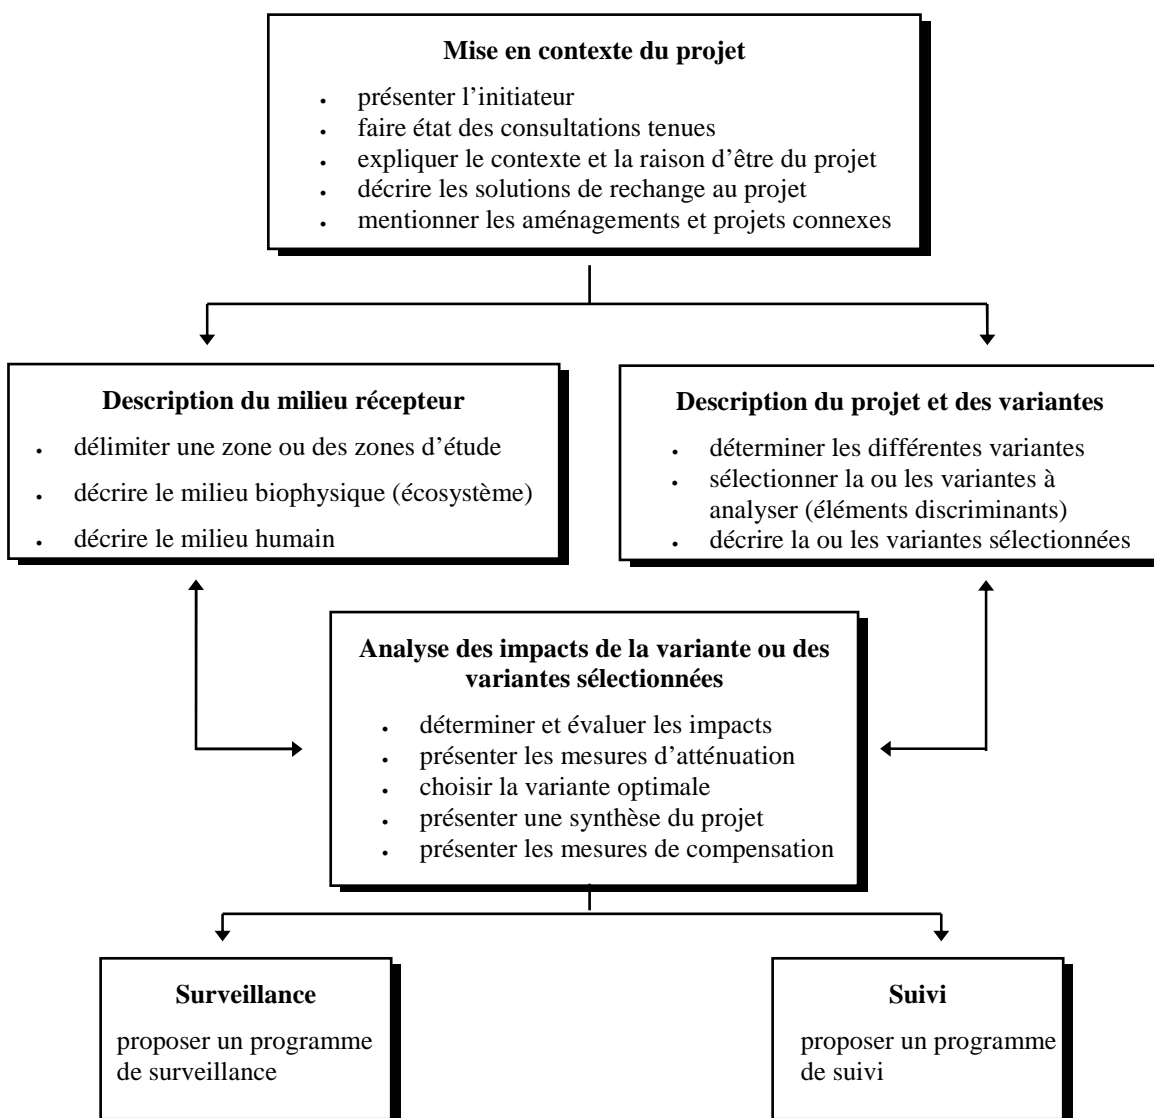 Mise en contexte du projet
• présenter l’initiateur
• faire état des consultations tenues
• expliquer le contexte et la raison d’être du projet
• décrire les solutions de rechange au projet
• mentionner les aménagements et projets connexes
Description du milieu récepteur
• délimiter une zone ou des zones d’étude
• décrire le milieu biophysique (écosystème)
• décrire le milieu humain
Description du projet et des variantes
• déterminer les différentes variantes
• sélectionner la ou les variantes à
analyser (éléments discriminants)
• décrire la ou les variantes sélectionnées
Analyse des impacts de la variante ou des
variantes sélectionnées
• déterminer et évaluer les impacts
• présenter les mesures d’atténuation
• choisir la variante optimale
• présenter une synthèse du projet
• présenter les mesures de compensation
Surveillance
proposer un programme
de surveillance
Suivi
proposer un programme
de suivi